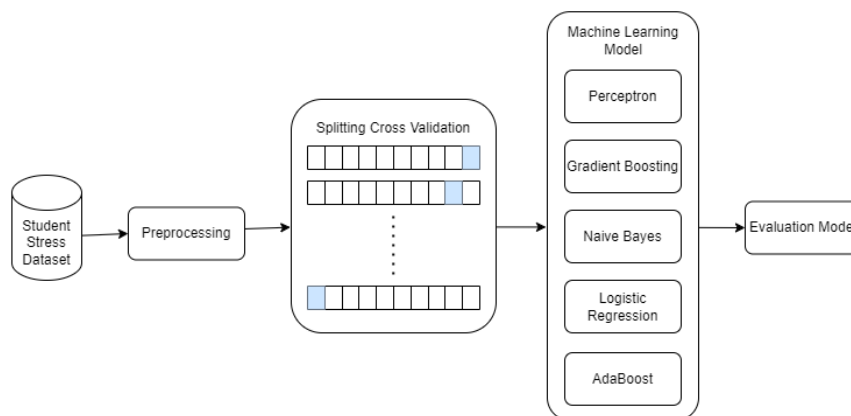 Student
Stress
Dataset
Preprocessing
Splitting Cross Validation
Machine Learning
Model
Perceptron
Gradient Boosting
Naive Bayes
Logistic
Regression
AdaBoost
Evaluation Mode